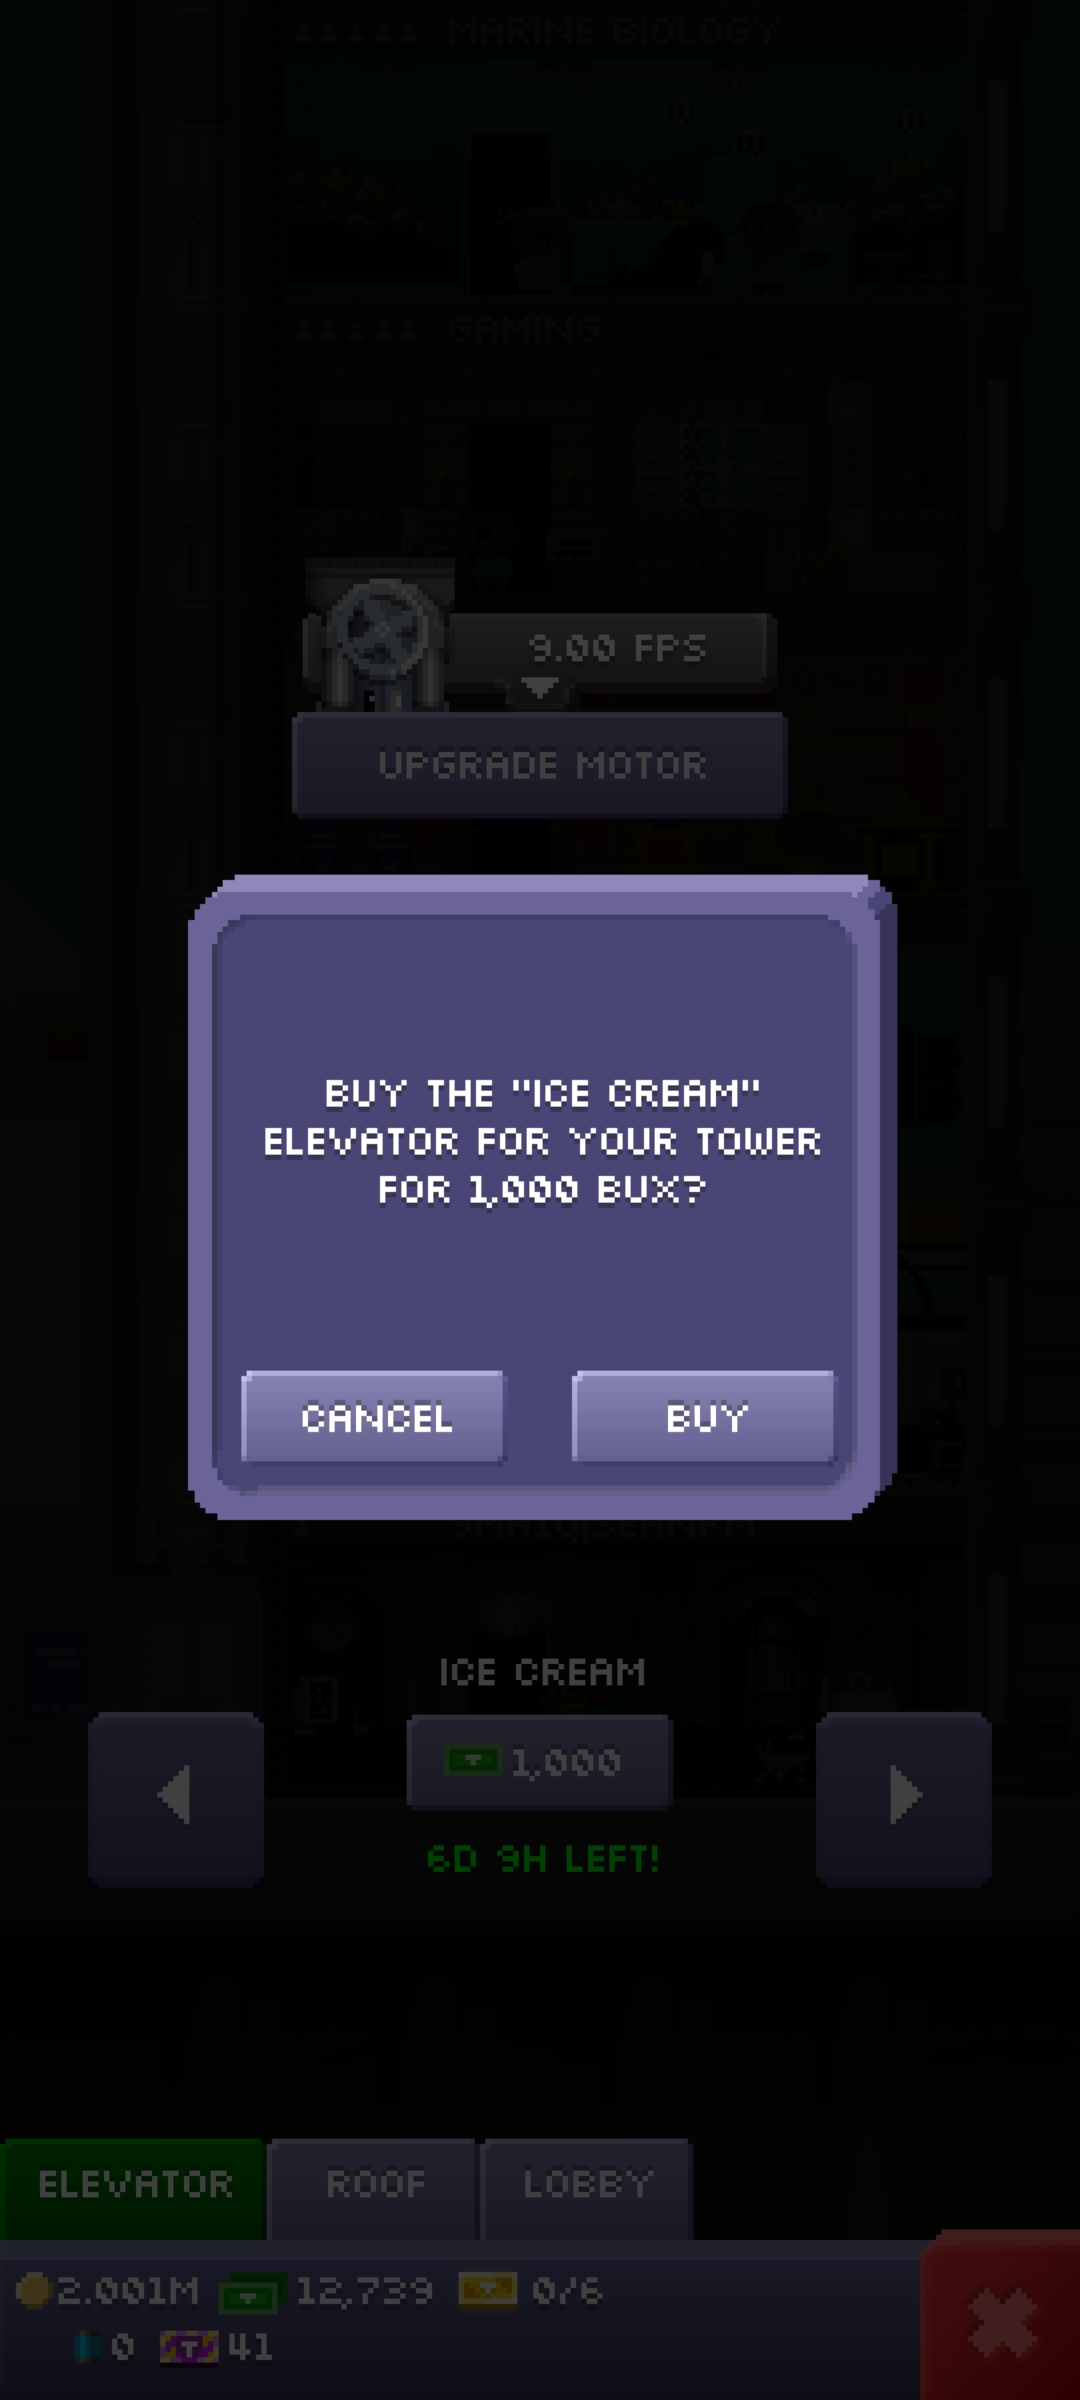 MARINE BIOLOGY
GAMING
9.00 FPS
UPGRADE MOTOR
BUY THE "ICE CREAM"
ELEVATOR FOR YOUR TOWER
FOR 1,000 BUX?
CANCEL
BUY
ICE CREAM
1,000
6D 9H LEFT!
ELEVATOR
ROOF
LOBBY
2.001M
12,739
0/6
0
41